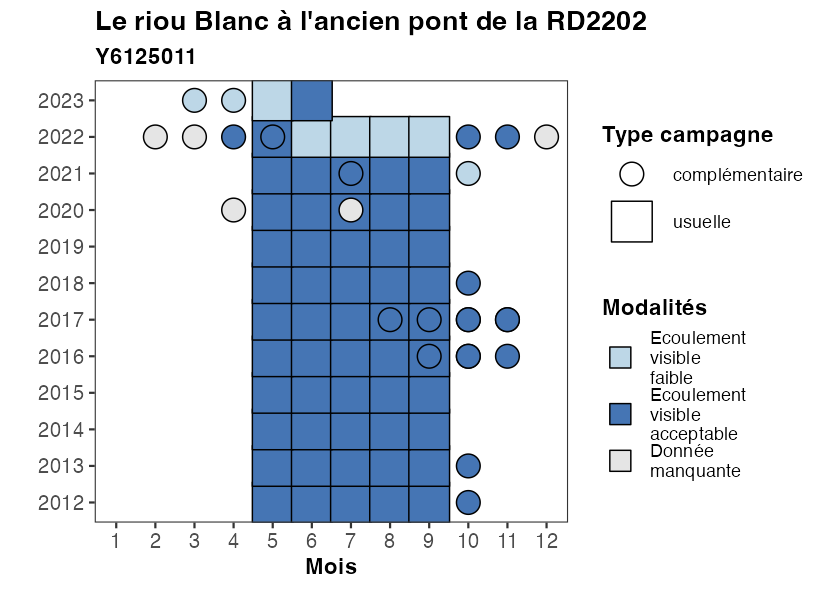 Le riou Blanc à l'ancien pont de la RD2202
Y6125011
2023
2022
2021
2020
2019
2018
2017
2016
2015
2014
2013
2012
1 2 3 4 5 6 7 8 9 10 11 12
Mois
Type campagne
complémentaire
usuelle
Modalités
Ecoulement
visible
faible
Ecoulement
visible
acceptable
Donnée
manquante